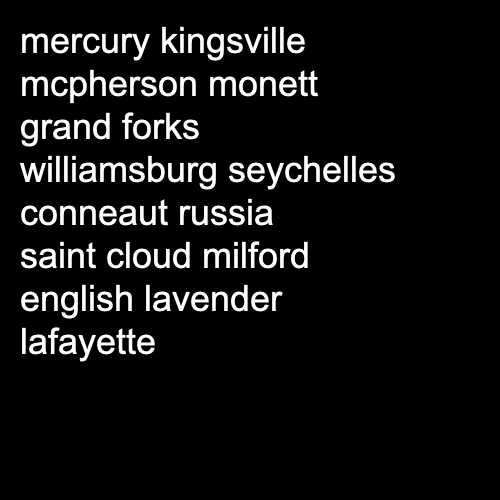 mercury kingsville
mcpherson monett
grand forks
williamsburg seychelles
conneaut russia
saint cloud milford
english lavender
lafayette